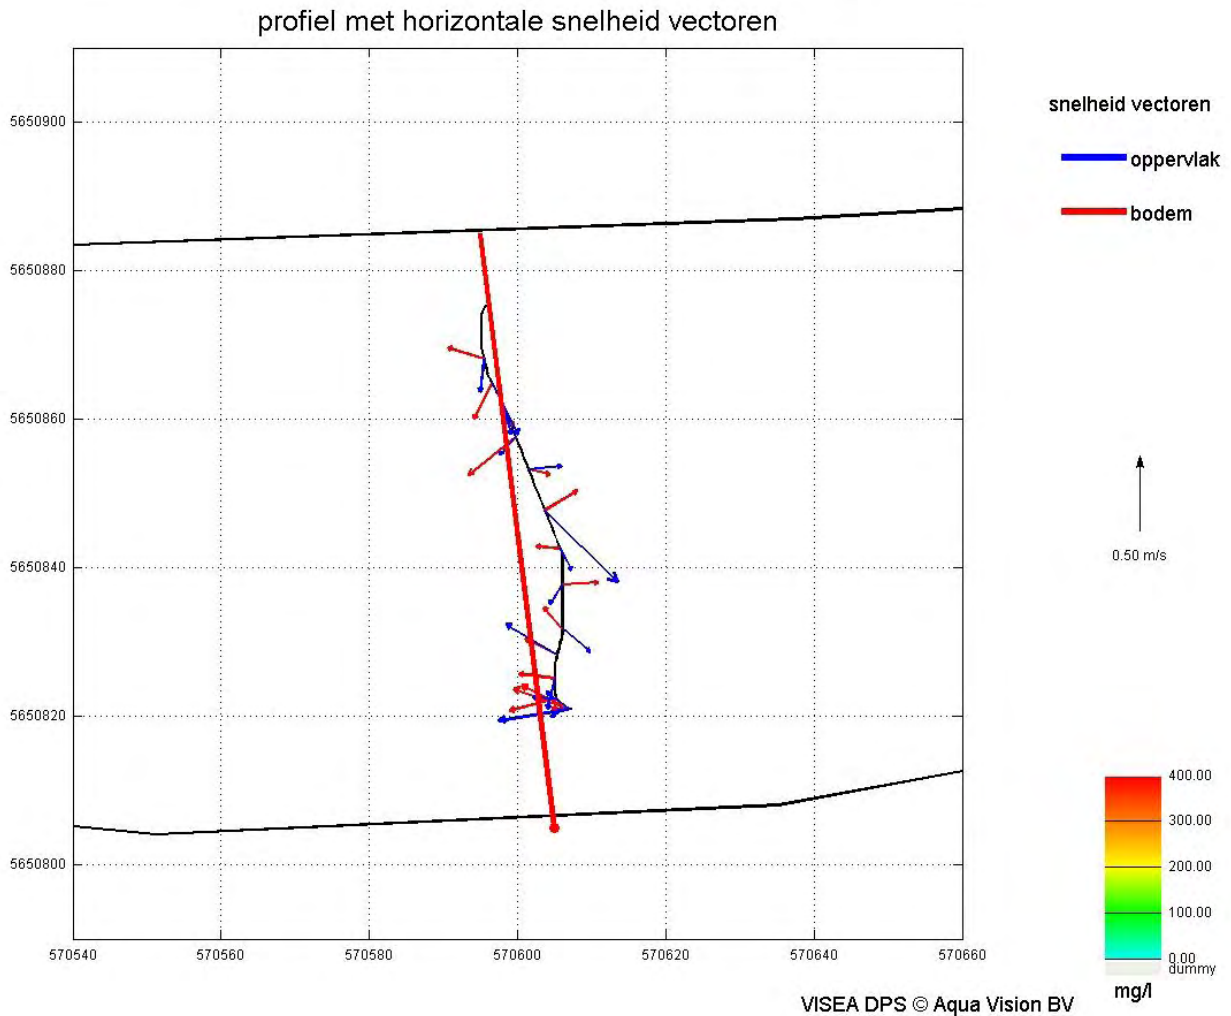 profiel met horizontale snelheid vectoren
5650900
5650880
5650860
5650840
5650820
5650800
570540
570560
570580
570600
570620
570640
570660
snelheid vectoren
oppervlak
bodem
0.50 m/s
400.00
300.00
200.00
100.00
0.00
dummy
mg/l
VISEA DPS © Aqua Vision BV